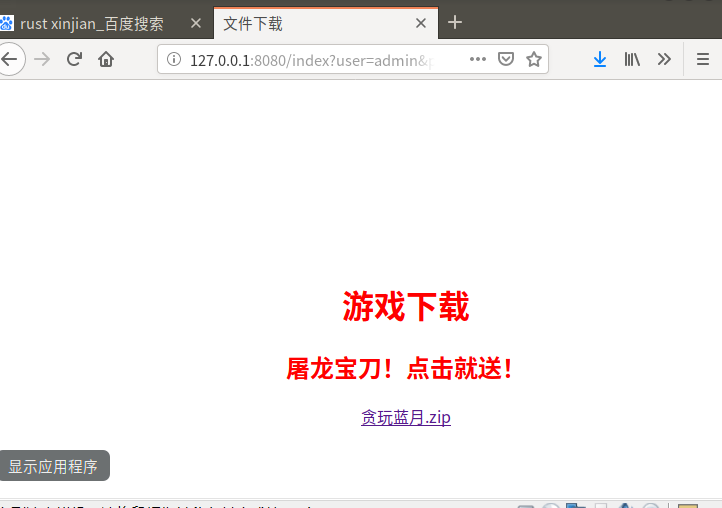 rust xinjian_百度搜索
文件下载
127.0.0.1:8080/index?user=admin&
游戏下载
屠龙宝刀！点击就送！
贪玩蓝月.zip
显示应用程序